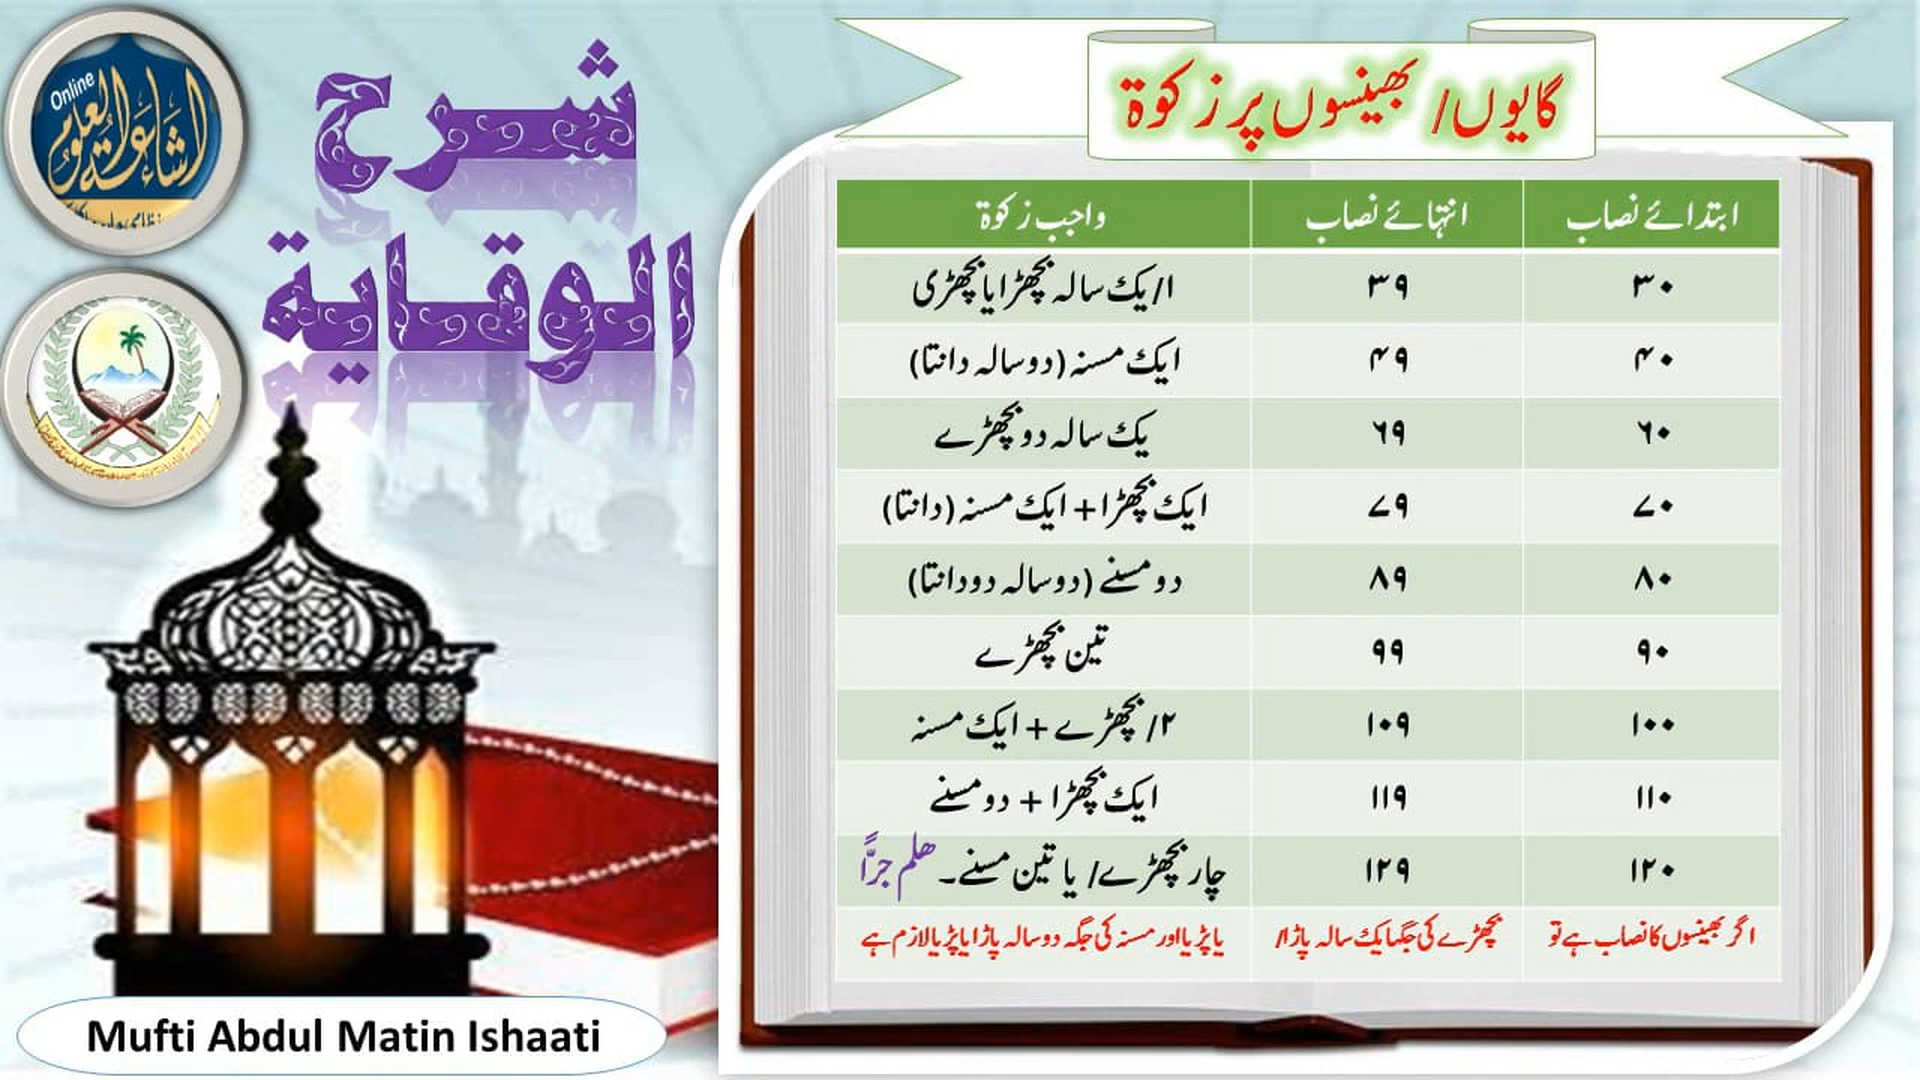 Online
اشاعۃ العلوم
شرح
الوقاية
گایوں/ بھینسوں پر زکوۃ
ابتدائے نصاب	انتہائے نصاب	واجب زکوۃ
۳۰	۳۹	۱/یک سالہ بچھڑا یا بچھڑی
۴۰	۴۹	ایک مسنہ (دو سالہ دانتا)
۶۰	۶۹	یک سالہ دو بچھڑے
۷۰	۷۹	ایک بچھڑا + ایک مسنہ (دانتا)
۸۰	۸۹	دو مسنے (دو سالہ دو دانتا)
۹۰	۹۹	تین بچھڑے
۱۰۰	۱۰۹	۲/ بچھڑے + ایک مسنہ
۱۱۰	۱۱۹	ایک بچھڑا + دو مسنے
۱۲۰	۱۲۹	چار بچھڑے/ یا تین مسنے۔ ھلم جرًّا
اگر بھینسوں کا نصاب ہے تو	بچھڑے کی جگہ ایک سالہ پاڑا/	یا پڑیا اور مسنہ کی جگہ دو سالہ پاڑا یا پڑیا لازم ہے
Mufti Abdul Matin Ishaati